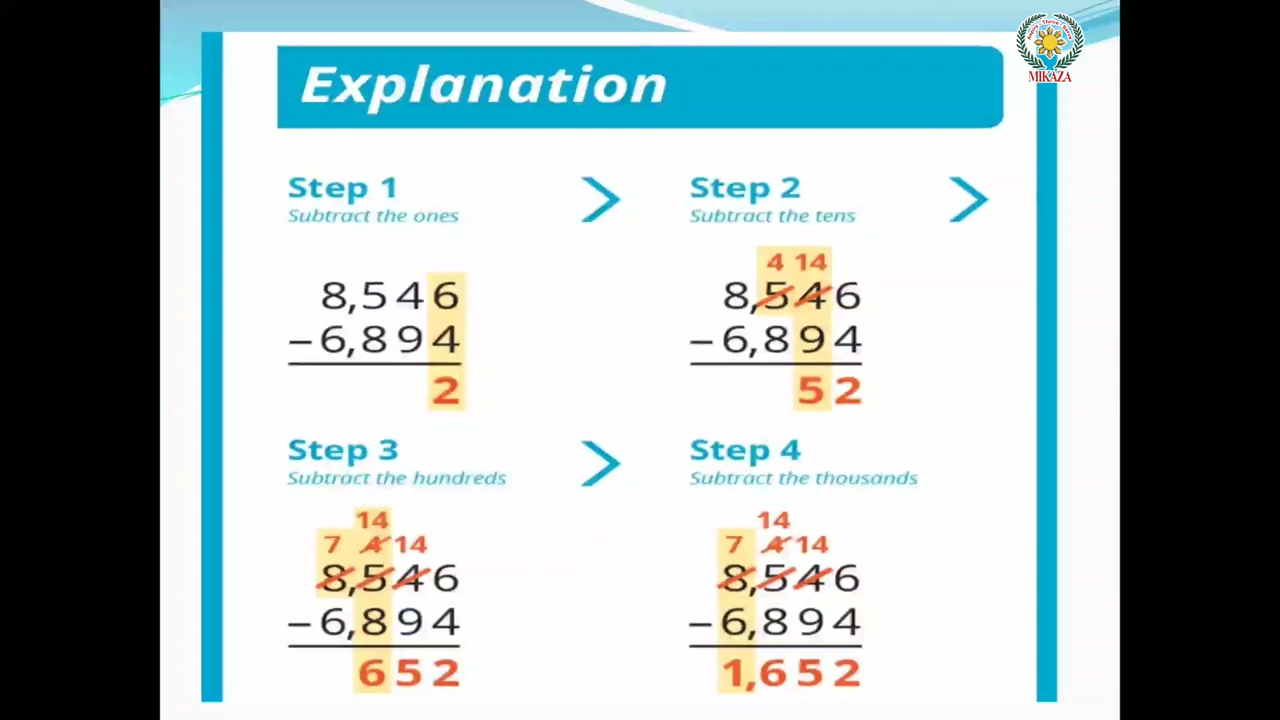 MIKAZA
Explanation
Step 1
Subtract the ones
8,546
−6,894
2
Step 2
Subtract the tens
4 14
8,546
−6,894
52
Step 3
Subtract the hundreds
14
7 4 14
8,546
−6,894
652
Step 4
Subtract the thousands
14
7 4 14
8,546
−6,894
1,652